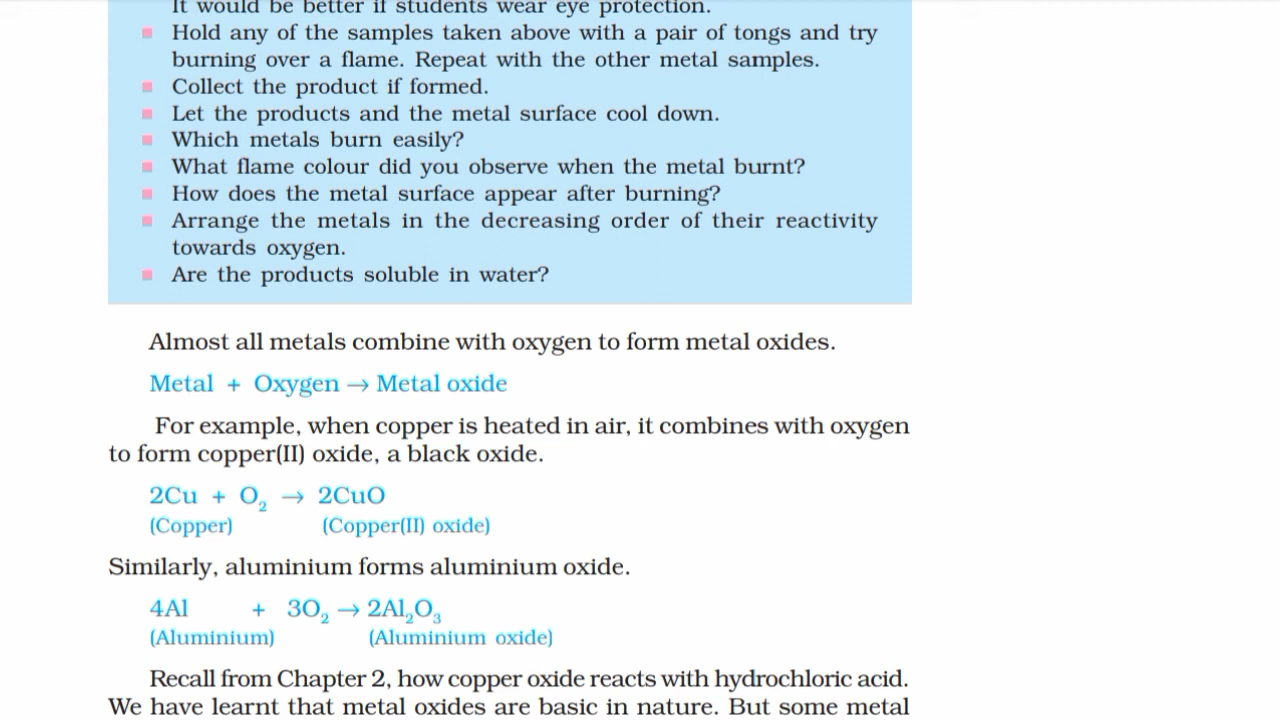 It would be better if students wear eye protection.
Hold any of the samples taken above with a pair of tongs and try
burning over a flame. Repeat with the other metal samples.
Collect the product if formed.
Let the products and the metal surface cool down.
Which metals burn easily?
What flame colour did you observe when the metal burnt?
How does the metal surface appear after burning?
Arrange the metals in the decreasing order of their reactivity
towards oxygen.
Are the products soluble in water?
Almost all metals combine with oxygen to form metal oxides.
Metal + Oxygen → Metal oxide
For example, when copper is heated in air, it combines with oxygen
to form copper(II) oxide, a black oxide.
2Cu + O₂ → 2CuO
(Copper) (Copper(II) oxide)
Similarly, aluminium forms aluminium oxide.
4Al + 3O₂ → 2Al₂O₃
(Aluminium) (Aluminium oxide)
Recall from Chapter 2, how copper oxide reacts with hydrochloric acid.
We have learnt that metal oxides are basic in nature. But some metal